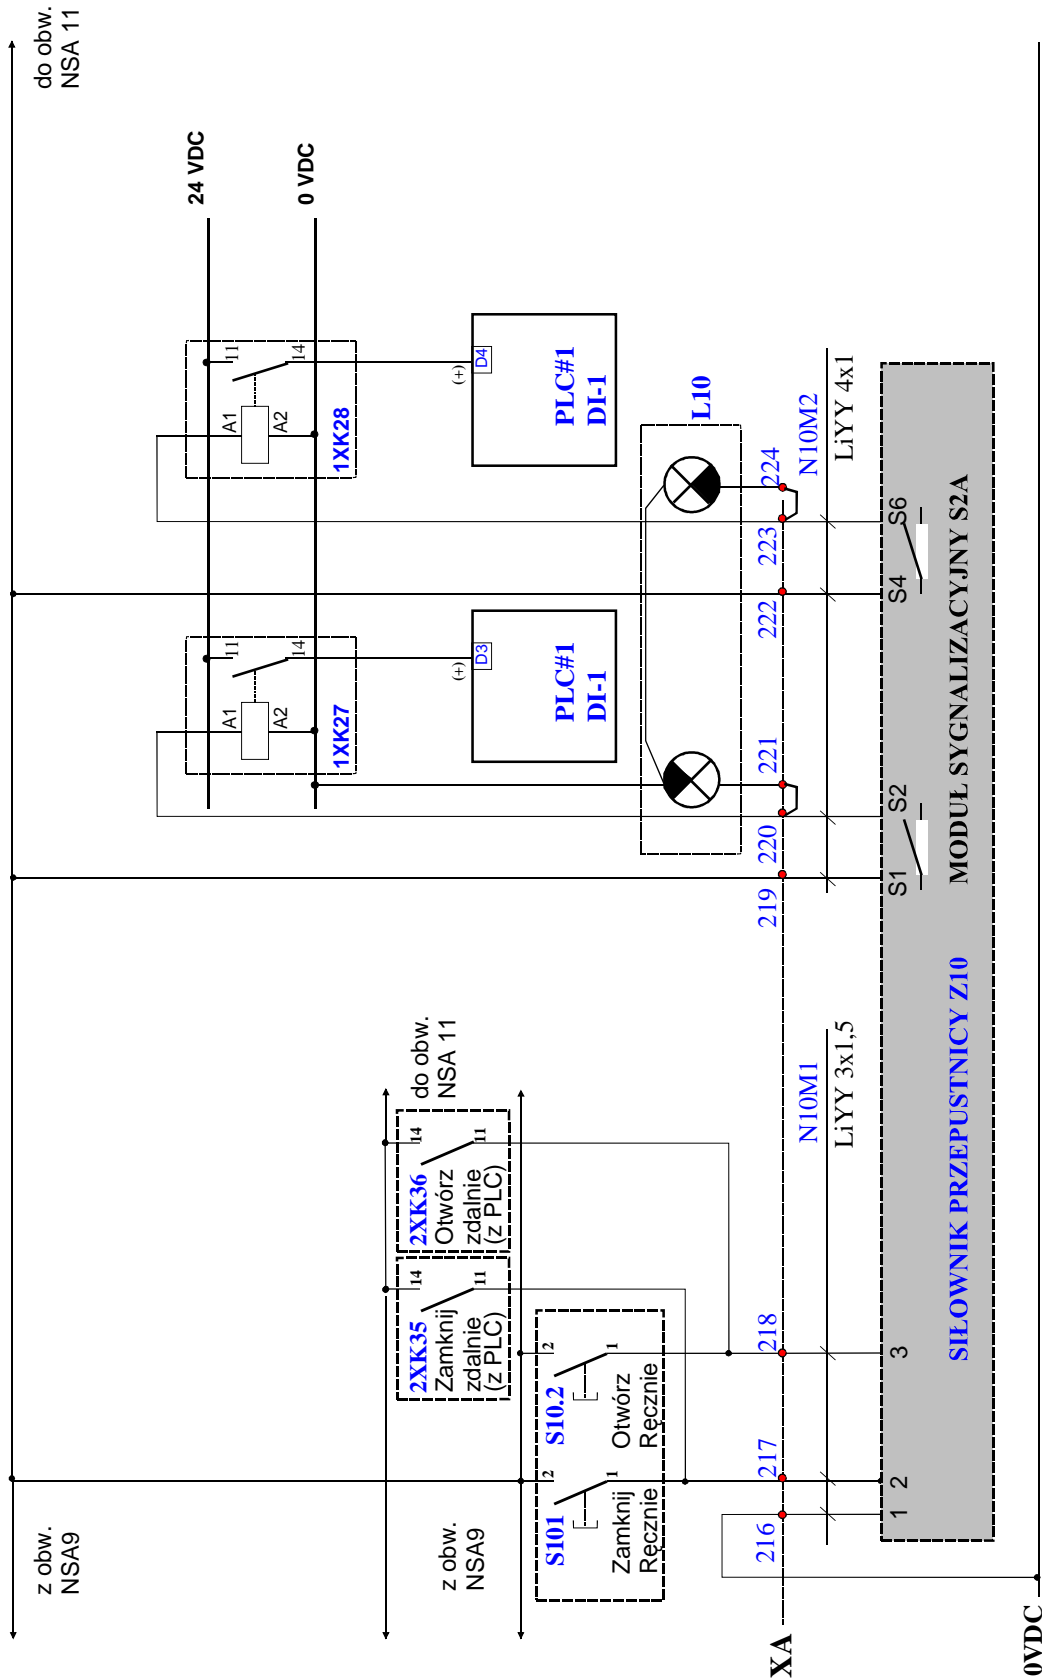 z obw.
NSA9
do obw.
NSA 11
24 VDC
0 VDC
11
14
A1
A2
1XK27
11
14
A1
A2
1XK28
(+)
D3
PLC#1
DI-1
(+)
D4
PLC#1
DI-1
z obw.
NSA9
do obw.
NSA 11
14
11
2XK35
Zamknij
zdalnie
(z PLC)
14
11
2XK36
Otwórz
zdalnie
(z PLC)
2
1
S101
Zamknij
Ręcznie
2
1
S10.2
Otwórz
Ręcznie
L10
XA
216
217
218
219
220
221
222
223
224
N10M1
LiYY 3x1,5
N10M2
LiYY 4x1
1
2
3
S1
S2
S4
S6
SIŁOWNIK PRZEPUSTNICY Z10
MODUŁ SYGNALIZACYJNY S2A
0VDC